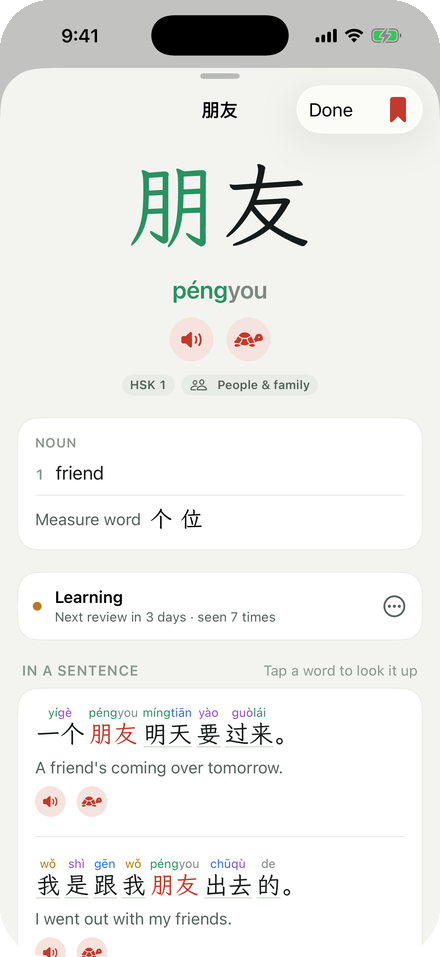 9:41
朋友
Done
朋友
péngyou
HSK 1
People & family
NOUN
1 friend
Measure word 个 位
Learning
Next review in 3 days · seen 7 times
IN A SENTENCE
Tap a word to look it up
yígè péngyou míngtiān yào guòlái
一个 朋友 明天 要 过来。
A friend's coming over tomorrow.
wǒ shì gēn wǒ péngyou chūqù de
我 是 跟 我 朋友 出去 的。
I went out with my friends.